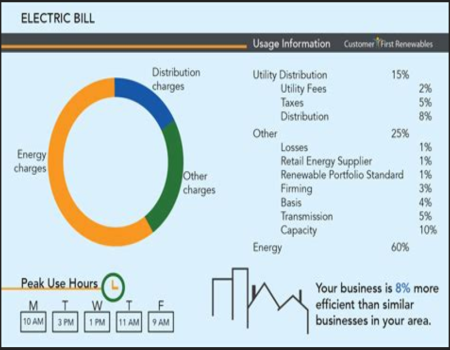 ELECTRIC BILL
Usage Information
Customer First Renewables
Distribution charges
Energy charges
Other charges
Utility Distribution 15%
Utility Fees 2%
Taxes 5%
Distribution 8%
Other 25%
Losses 1%
Retail Energy Supplier 1%
Renewable Portfolio Standard 1%
Firming 3%
Basis 4%
Transmission 5%
Capacity 10%
Energy 60%
Peak Use Hours
M T W T F
10 AM 3 PM 1 PM 11 AM 9 AM
Your business is 8% more
efficient than similar
businesses in your area.